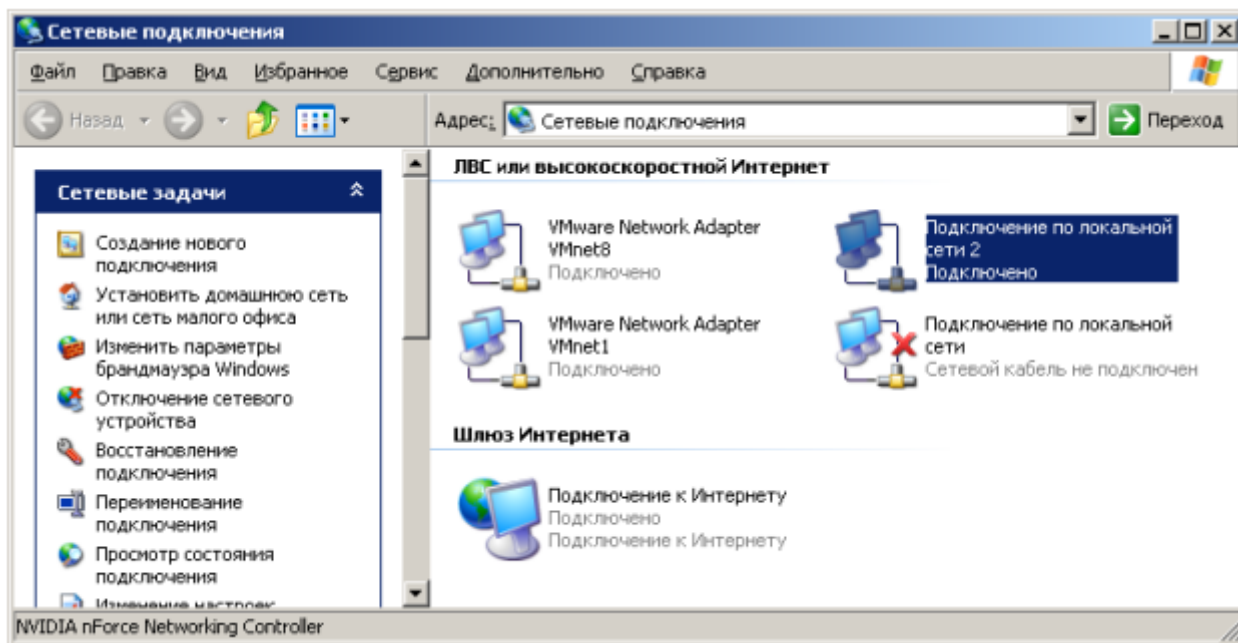 Сетевые подключения
Файл Правка Вид Избранное Сервис Дополнительно Справка
Назад Адрес: Сетевые подключения Переход
Сетевые задачи
Создание нового
подключения
Установить домашнюю сеть
или сеть малого офиса
Изменить параметры
брандмауэра Windows
Отключение сетевого
устройства
Восстановление
подключения
Переименование
подключения
Просмотр состояния
подключения
Изменение настроек
ЛВС или высокоскоростной Интернет
VMware Network Adapter
VMnet8
Подключено
Подключение по локальной
сети 2
Подключено
VMware Network Adapter
VMnet1
Подключено
Подключение по локальной
сети
Сетевой кабель не подключен
Шлюз Интернета
Подключение к Интернету
Подключено
Подключение к Интернету
NVIDIA nForce Networking Controller